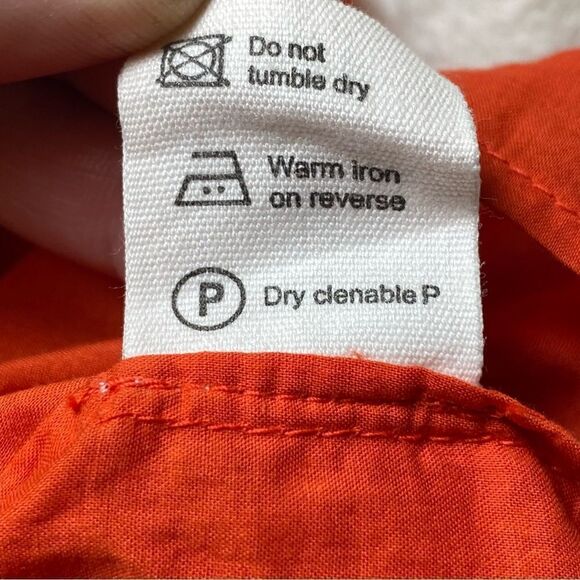 Do not
tumble dry
Warm iron
on reverse
P Dry clenable P